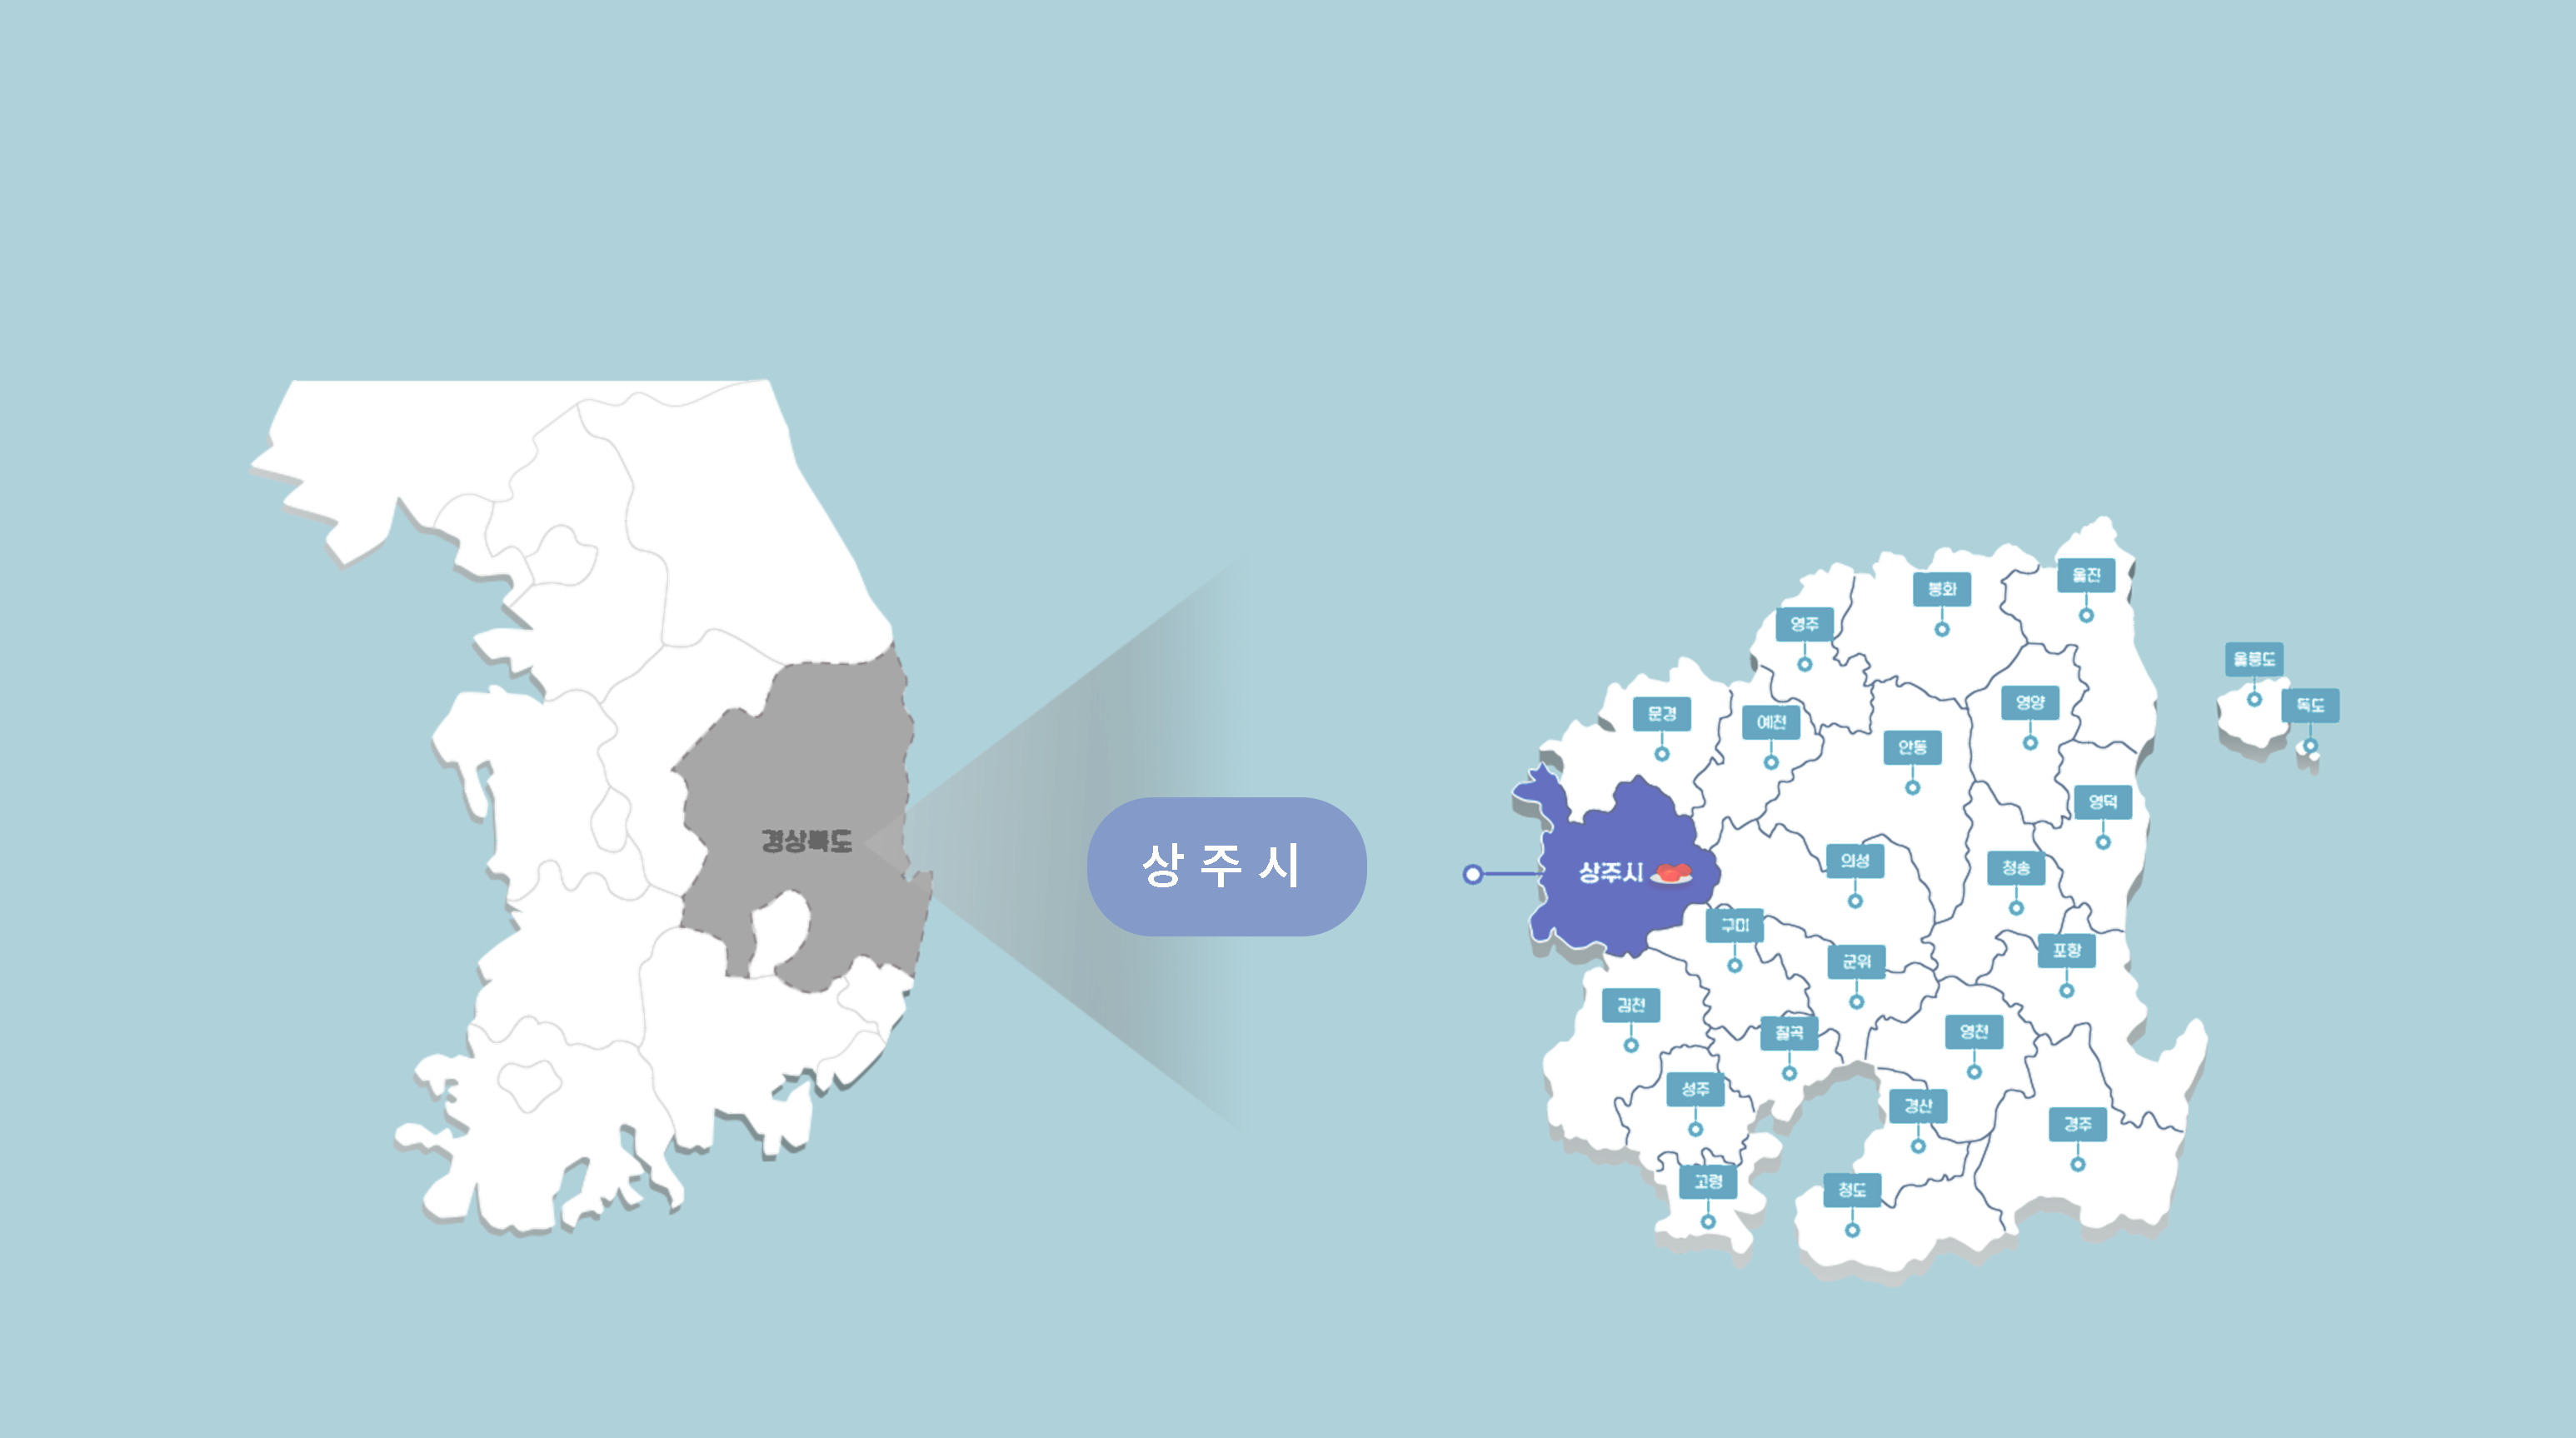 경상북도
상주시
울진
봉화
영주
울릉도
독도
영양
문경
예천
안동
영덕
의성
청송
상주시
구미
포항
군위
김천
영천
칠곡
성주
경산
경주
고령
청도